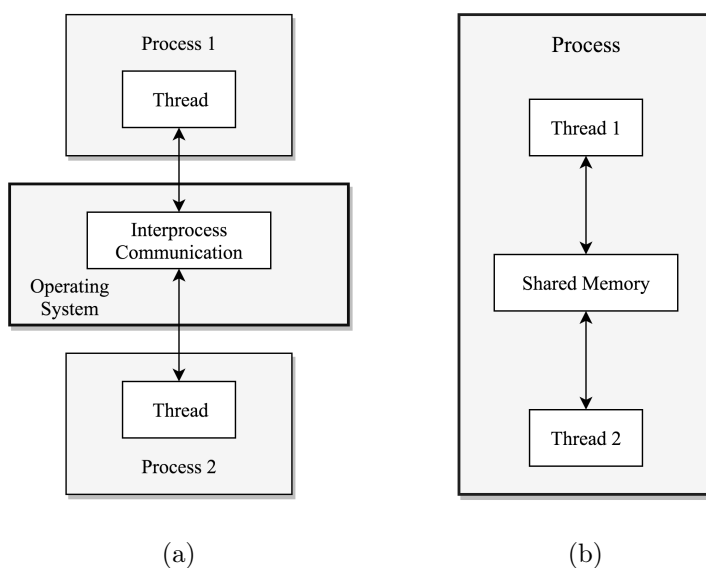 Process 1
Thread
Interprocess
Communication
Operating
System
Thread
Process 2
(a)
Process
Thread 1
Shared Memory
Thread 2
(b)